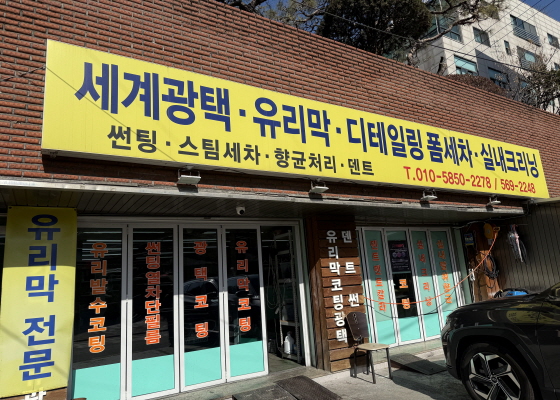 세계광택·유리막·디테일링 폼세차·실내크리닝
썬팅·스팀세차·향균처리·덴트
T.010-5850-2278 / 569-2248
유리막 전문
유리발수코팅
썬팅열차단필름
광택코팅
유리막코팅
유리막코팅광택
덴트썬
코팅